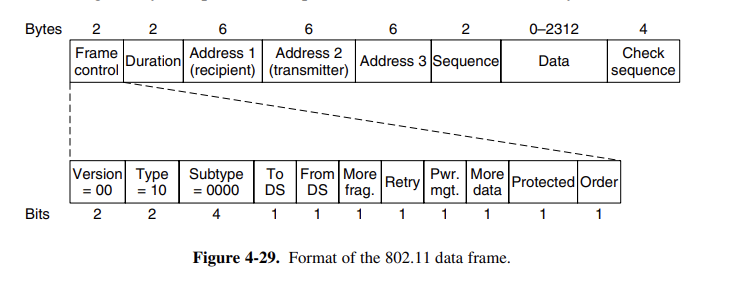 Bytes 2 2 6 6 6 2 0–2312 4
Frame control Duration Address 1 (recipient) Address 2 (transmitter) Address 3 Sequence Data Check sequence
Version = 00 Type = 10 Subtype = 0000 To DS From DS More frag. Retry Pwr. mgt. More data Protected Order
Bits 2 2 4 1 1 1 1 1 1 1 1
Figure 4-29. Format of the 802.11 data frame.